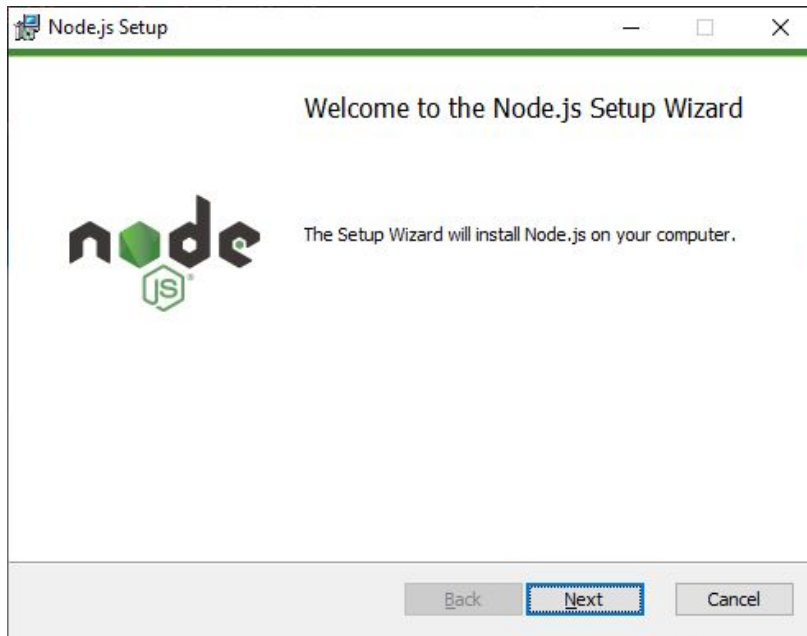 Node.js Setup
Welcome to the Node.js Setup Wizard
The Setup Wizard will install Node.js on your computer.
node
JS®
Back
Next
Cancel